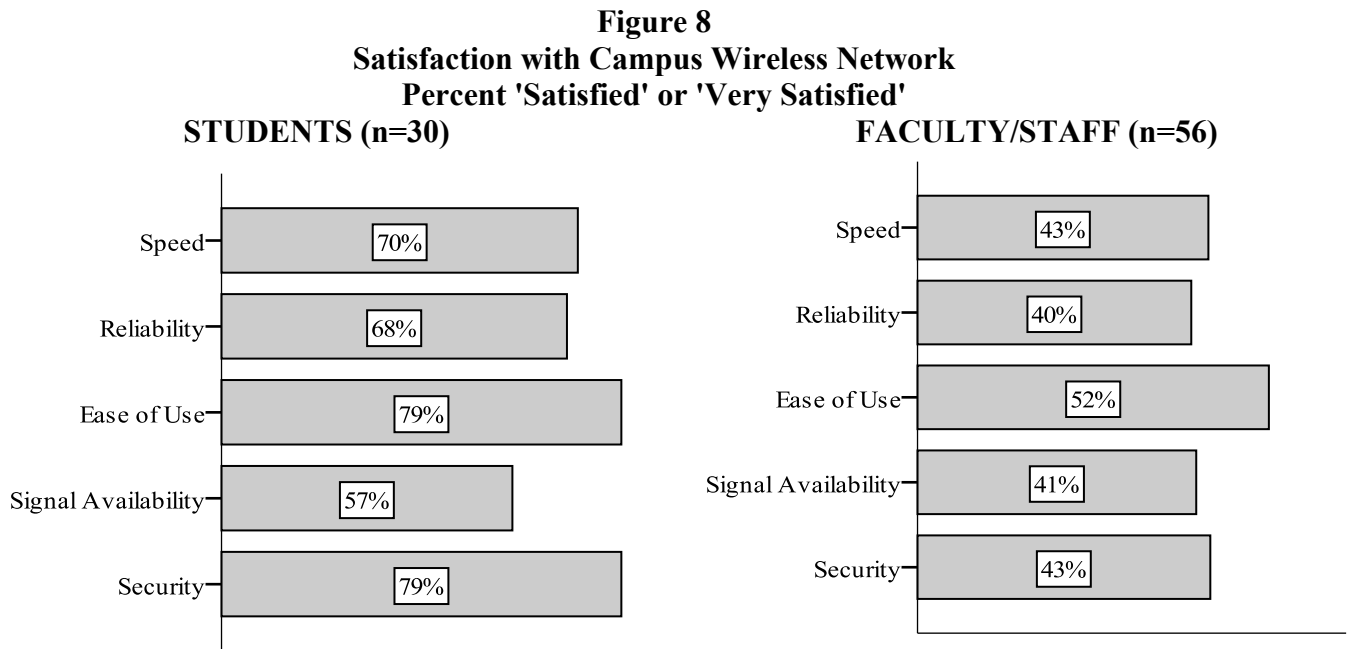 Figure 8
Satisfaction with Campus Wireless Network
Percent 'Satisfied' or 'Very Satisfied'
STUDENTS (n=30)
Speed 70%
Reliability 68%
Ease of Use 79%
Signal Availability 57%
Security 79%
FACULTY/STAFF (n=56)
Speed 43%
Reliability 40%
Ease of Use 52%
Signal Availability 41%
Security 43%